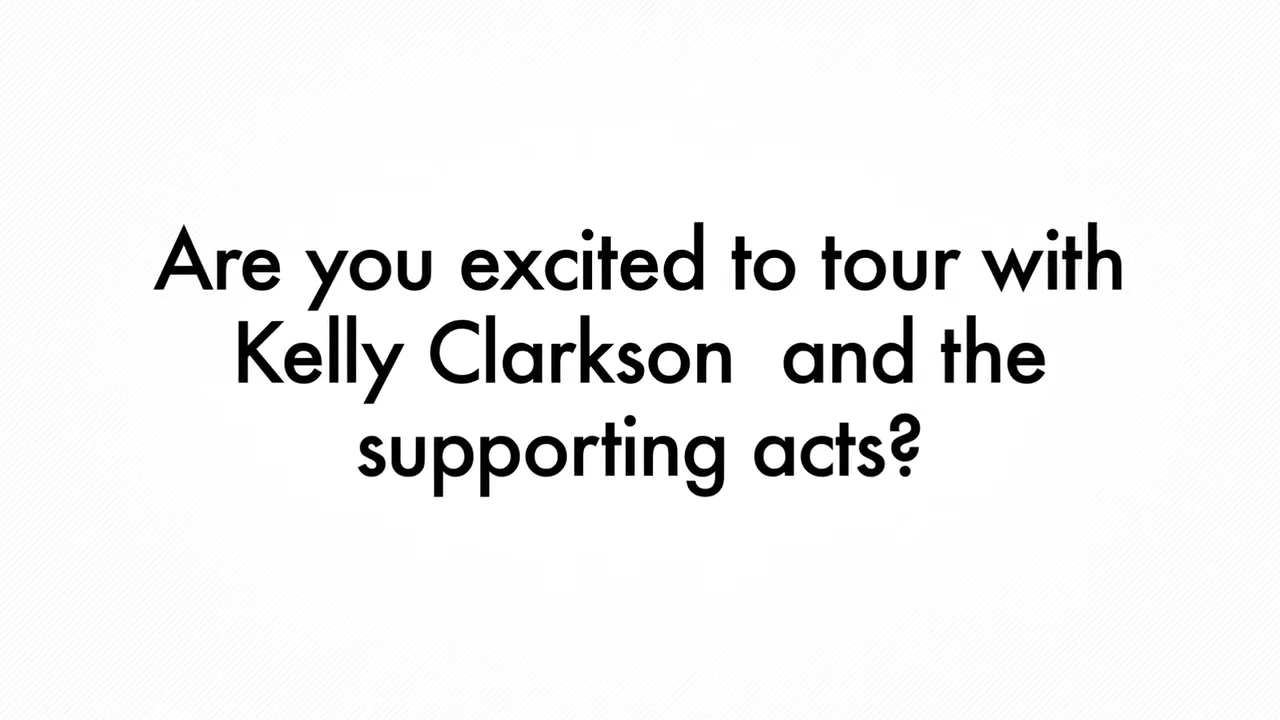 Are you excited to tour with
Kelly Clarkson  and the
supporting acts?